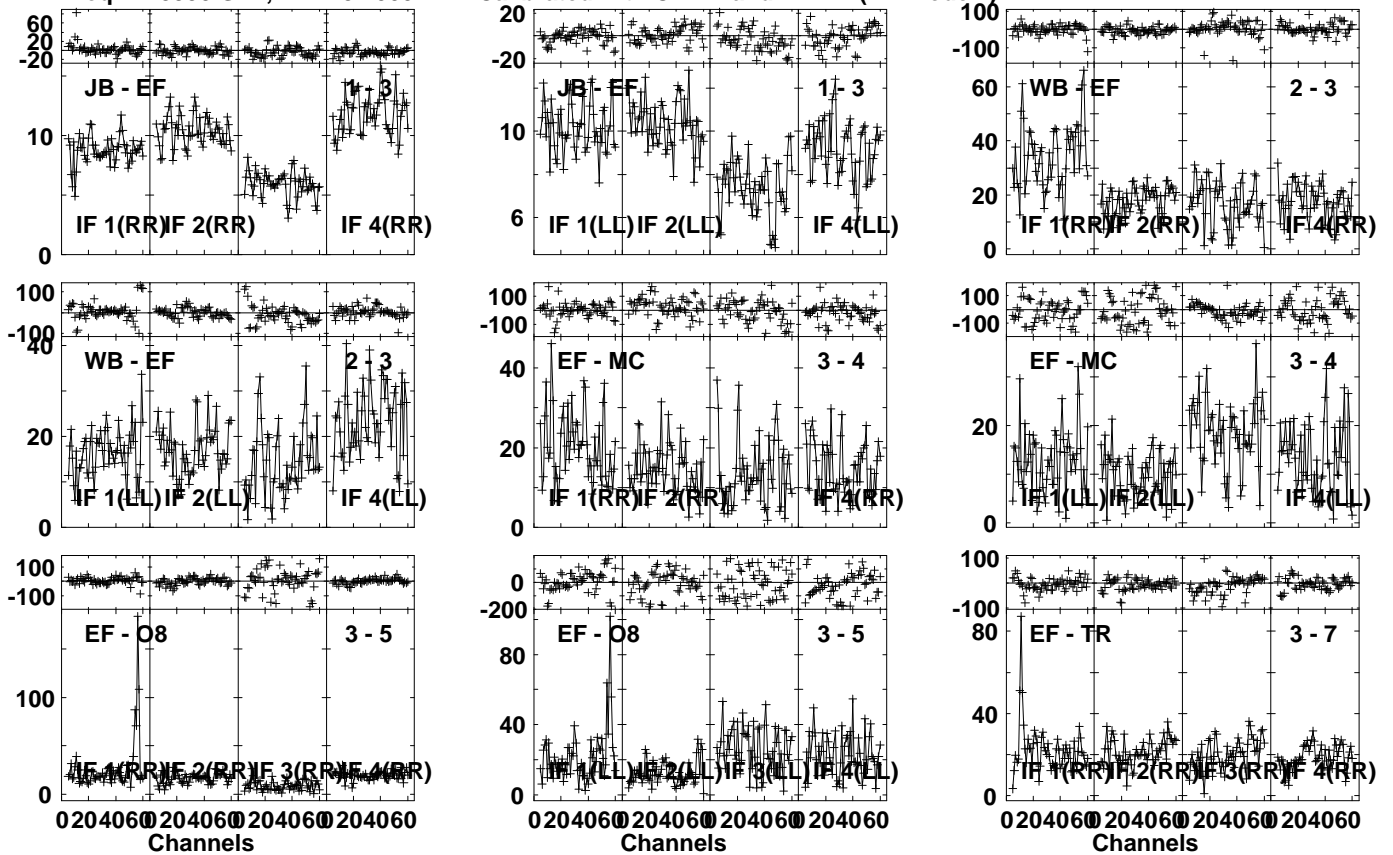 20
60
20
-20
JB - EF
1 - 3
10
IF 1(RR)
IF 2(RR)
IF 4(RR)
0
20
-20
JB - EF
1 - 3
10
6
IF 1(LL)
IF 2(LL)
IF 4(LL)
100
-100
WB - EF
2 - 3
60
40
20
0
IF 1(RR)
IF 2(RR)
IF 4(RR)
100
-100
WB - EF
2 - 3
40
20
0
IF 1(LL)
IF 2(LL)
IF 4(LL)
100
-100
EF - MC
3 - 4
40
20
0
IF 1(RR)
IF 2(RR)
IF 4(RR)
100
-100
EF - MC
3 - 4
20
0
IF 1(LL)
IF 2(LL)
IF 4(LL)
100
-100
EF - O8
3 - 5
100
0
IF 1(RR)
IF 2(RR)
IF 3(RR)
IF 4(RR)
0 20 40 60 0 20 40 60 0 20 40 60 0 20 40 60
Channels
0
-200
EF - O8
3 - 5
80
40
0
IF 1(LL)
IF 2(LL)
IF 3(LL)
IF 4(LL)
0 20 40 60 0 20 40 60 0 20 40 60 0 20 40 60
Channels
100
-100
EF - TR
3 - 7
80
40
0
IF 1(RR)
IF 2(RR)
IF 3(RR)
IF 4(RR)
0 20 40 60 0 20 40 60 0 20 40 60 0 20 40 60
Channels